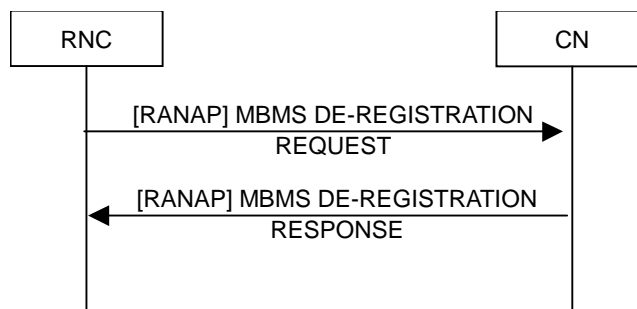 RNC
CN
[RANAP] MBMS DE-REGISTRATION
REQUEST
[RANAP] MBMS DE-REGISTRATION
RESPONSE